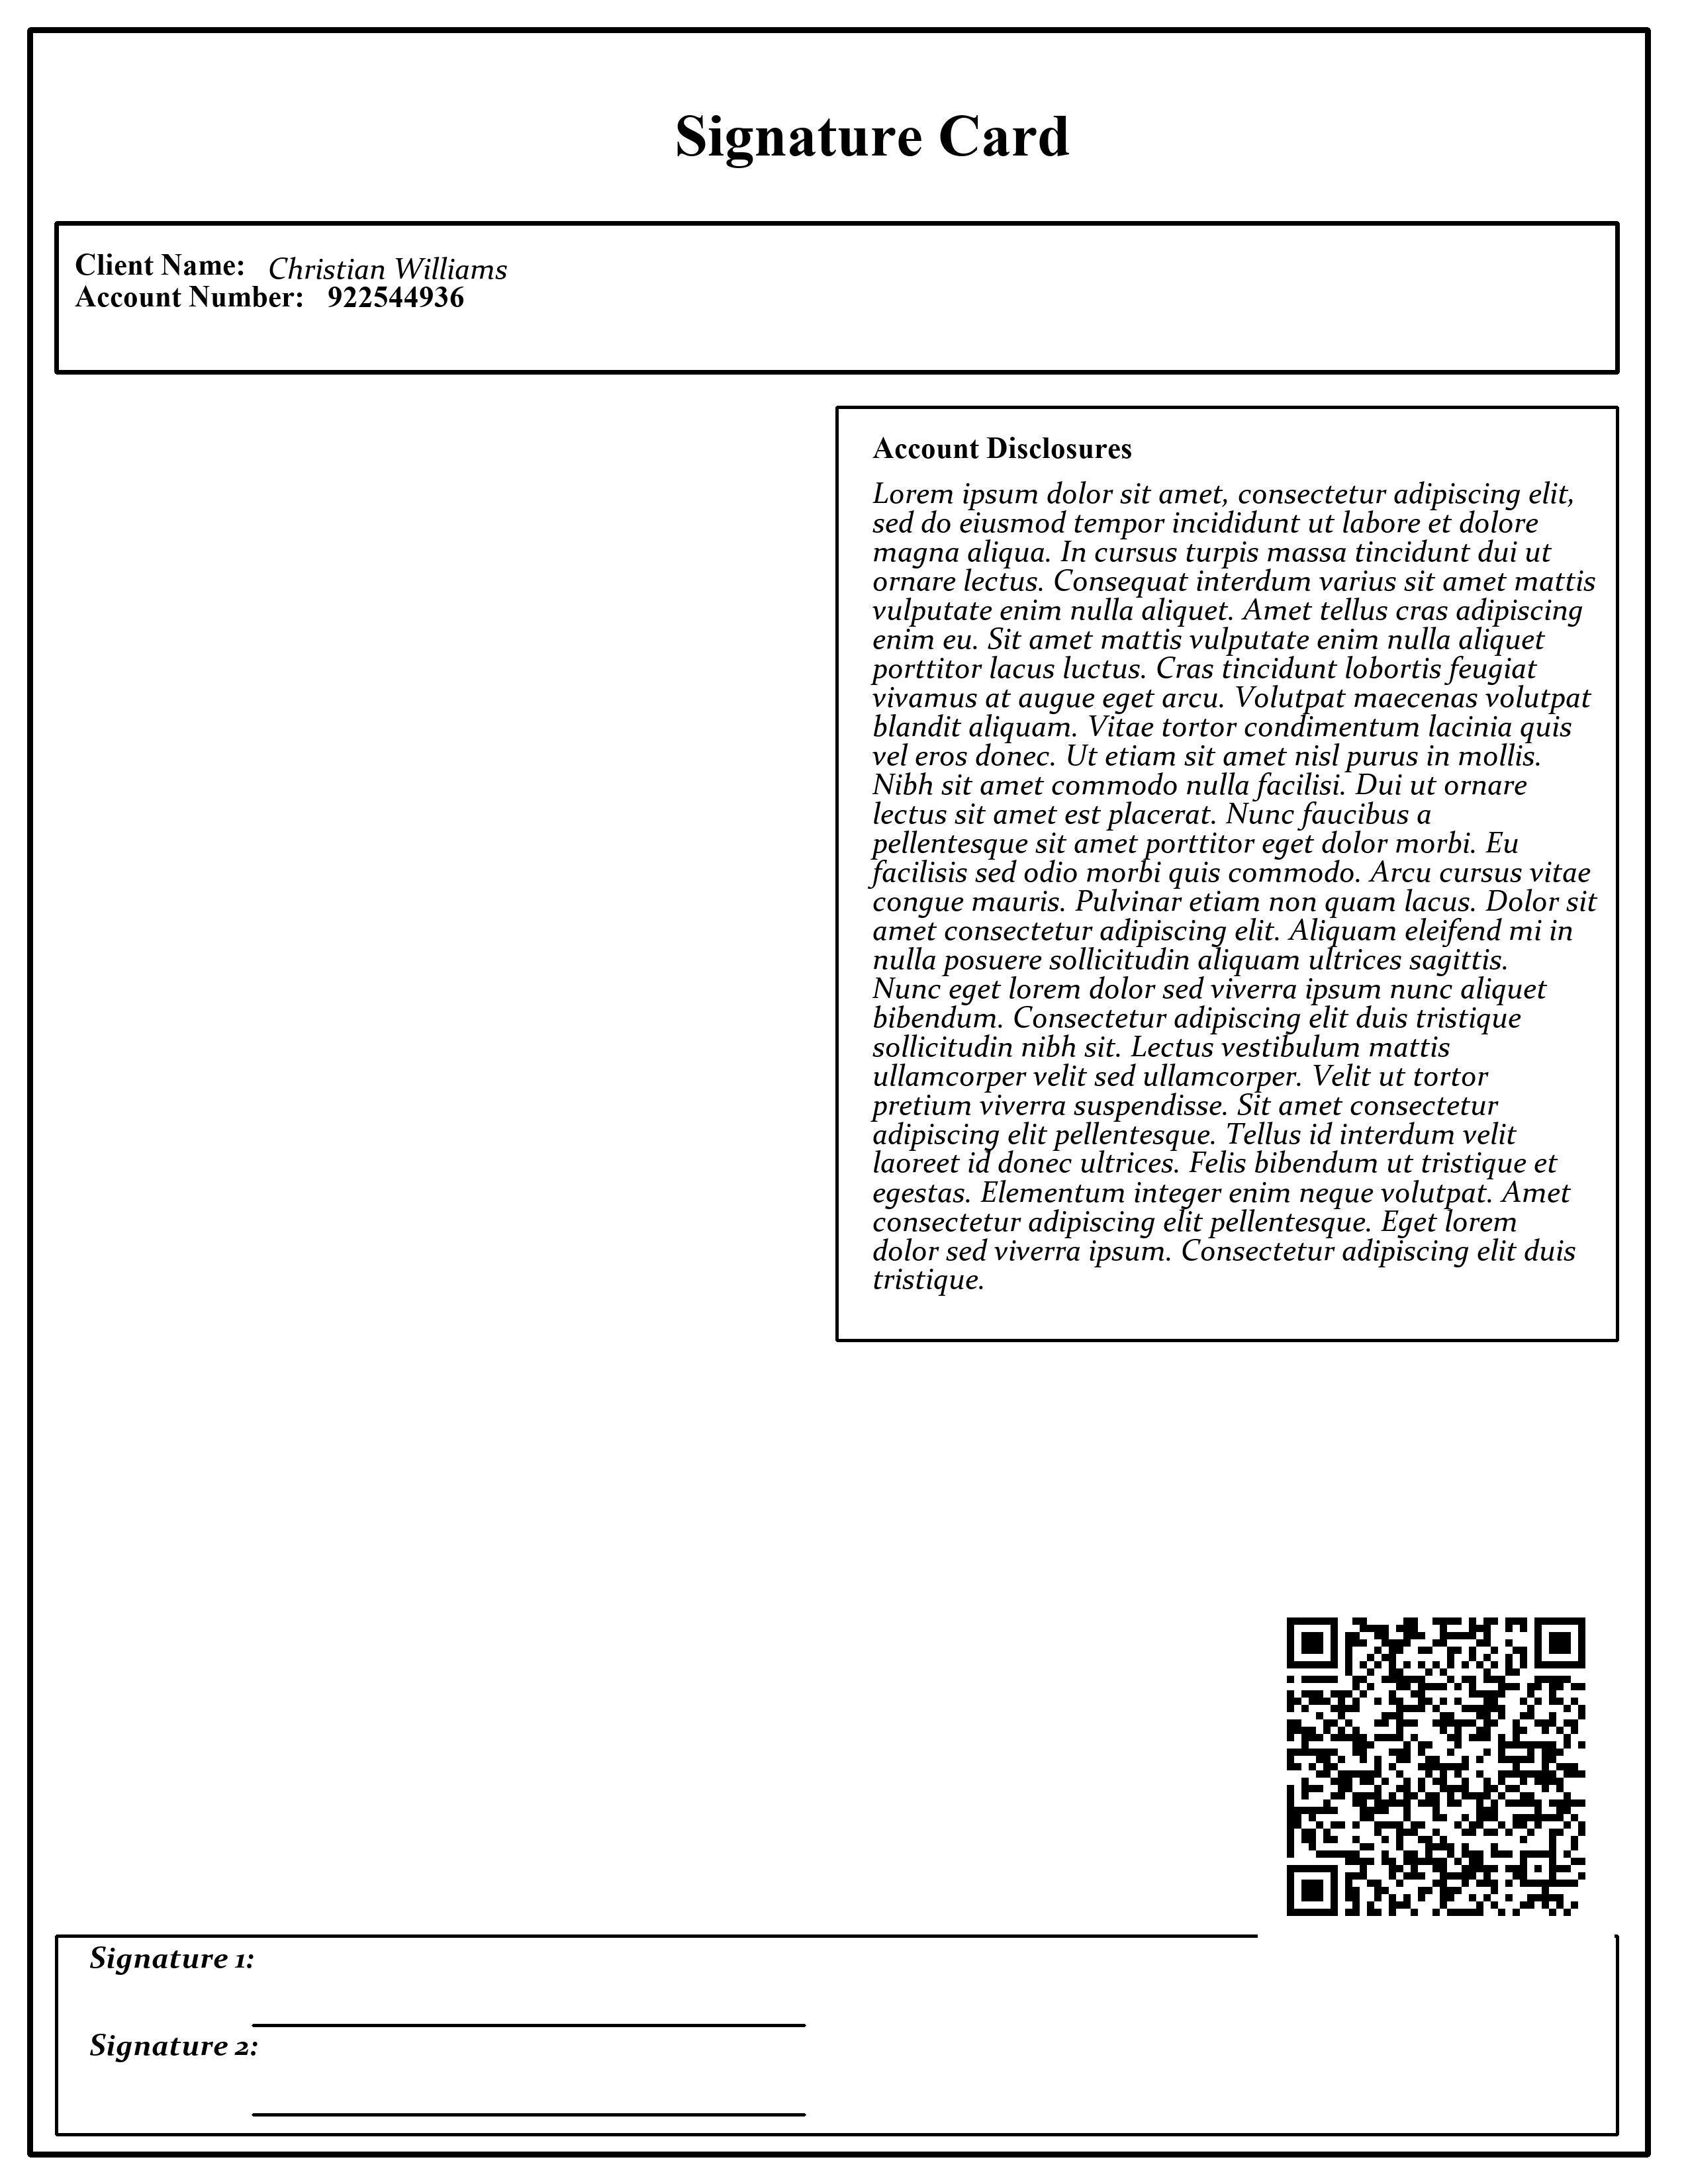 Signature Card
Client Name: Christian Williams
Account Number: 922544936
Account Disclosures
Lorem ipsum dolor sit amet, consectetur adipiscing elit,
sed do eiusmod tempor incididunt ut labore et dolore
magna aliqua. In cursus turpis massa tincidunt dui ut
ornare lectus. Consequat interdum varius sit amet mattis
vulputate enim nulla aliquet. Amet tellus cras adipiscing
enim eu. Sit amet mattis vulputate enim nulla aliquet
porttitor lacus luctus. Cras tincidunt lobortis feugiat
vivamus at augue eget arcu. Volutpat maecenas volutpat
blandit aliquam. Vitae tortor condimentum lacinia quis
vel eros donec. Ut etiam sit amet nisl purus in mollis.
Nibh sit amet commodo nulla facilisi. Dui ut ornare
lectus sit amet est placerat. Nunc faucibus a
pellentesque sit amet porttitor eget dolor morbi. Eu
facilisis sed odio morbi quis commodo. Arcu cursus vitae
congue mauris. Pulvinar etiam non quam lacus. Dolor sit
amet consectetur adipiscing elit. Aliquam eleifend mi in
nulla posuere sollicitudin aliquam ultrices sagittis.
Nunc eget lorem dolor sed viverra ipsum nunc aliquet
bibendum. Consectetur adipiscing elit duis tristique
sollicitudin nibh sit. Lectus vestibulum mattis
ullamcorper velit sed ullamcorper. Velit ut tortor
pretium viverra suspendisse. Sit amet consectetur
adipiscing elit pellentesque. Tellus id interdum velit
laoreet id donec ultrices. Felis bibendum ut tristique et
egestas. Elementum integer enim neque volutpat. Amet
consectetur adipiscing elit pellentesque. Eget lorem
dolor sed viverra ipsum. Consectetur adipiscing elit duis
tristique.
Signature 1:
Signature 2: